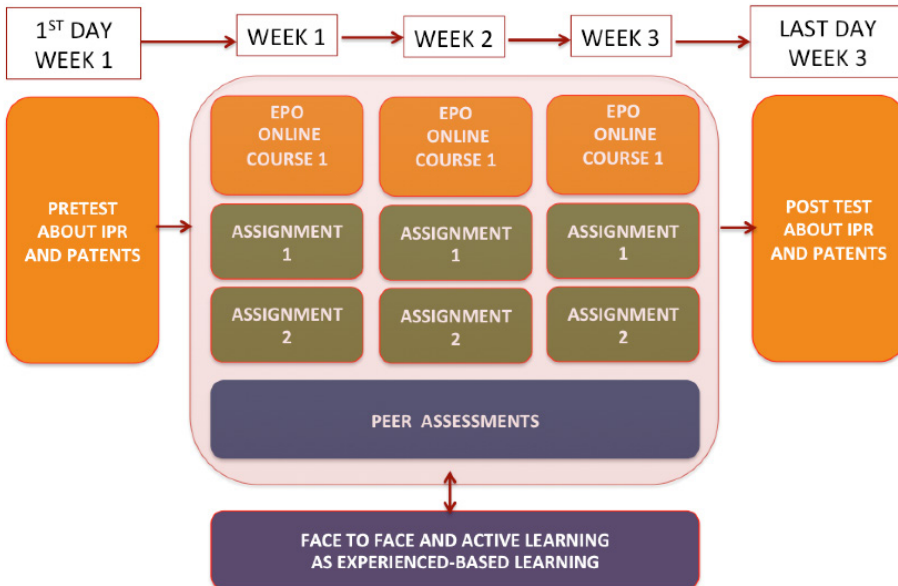 1ST DAY
WEEK 1
WEEK 1
WEEK 2
WEEK 3
LAST DAY
WEEK 3
PRETEST
ABOUT IPR
AND PATENTS
EPO
ONLINE
COURSE 1
EPO
ONLINE
COURSE 1
EPO
ONLINE
COURSE 1
ASSIGNMENT
1
ASSIGNMENT
1
ASSIGNMENT
1
ASSIGNMENT
2
ASSIGNMENT
2
ASSIGNMENT
2
PEER ASSESSMENTS
POST TEST
ABOUT IPR
AND PATENTS
FACE TO FACE AND ACTIVE LEARNING
AS EXPERIENCED-BASED LEARNING